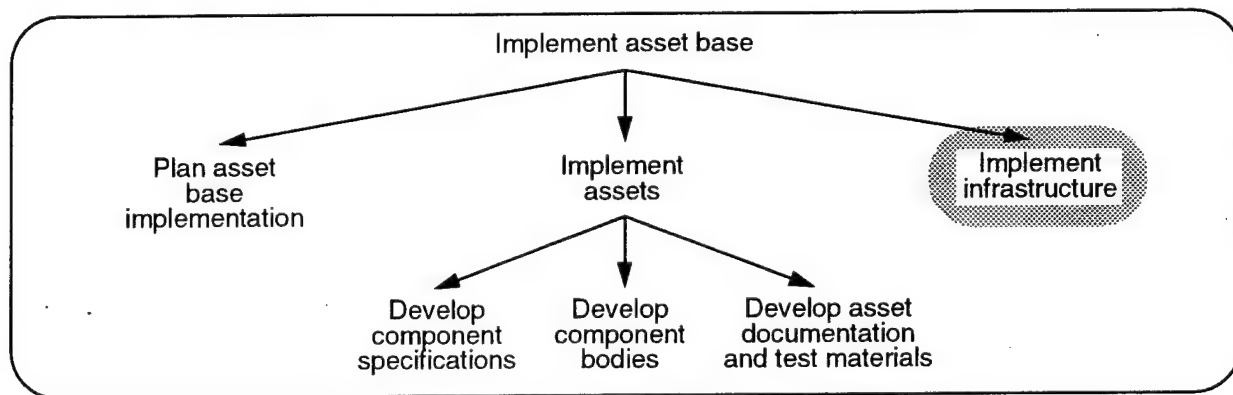 Implement asset base
Plan asset
base
implementation
Implement
assets
Implement
infrastructure
Develop
component
specifications
Develop
component
bodies
Develop asset
documentation
and test materials